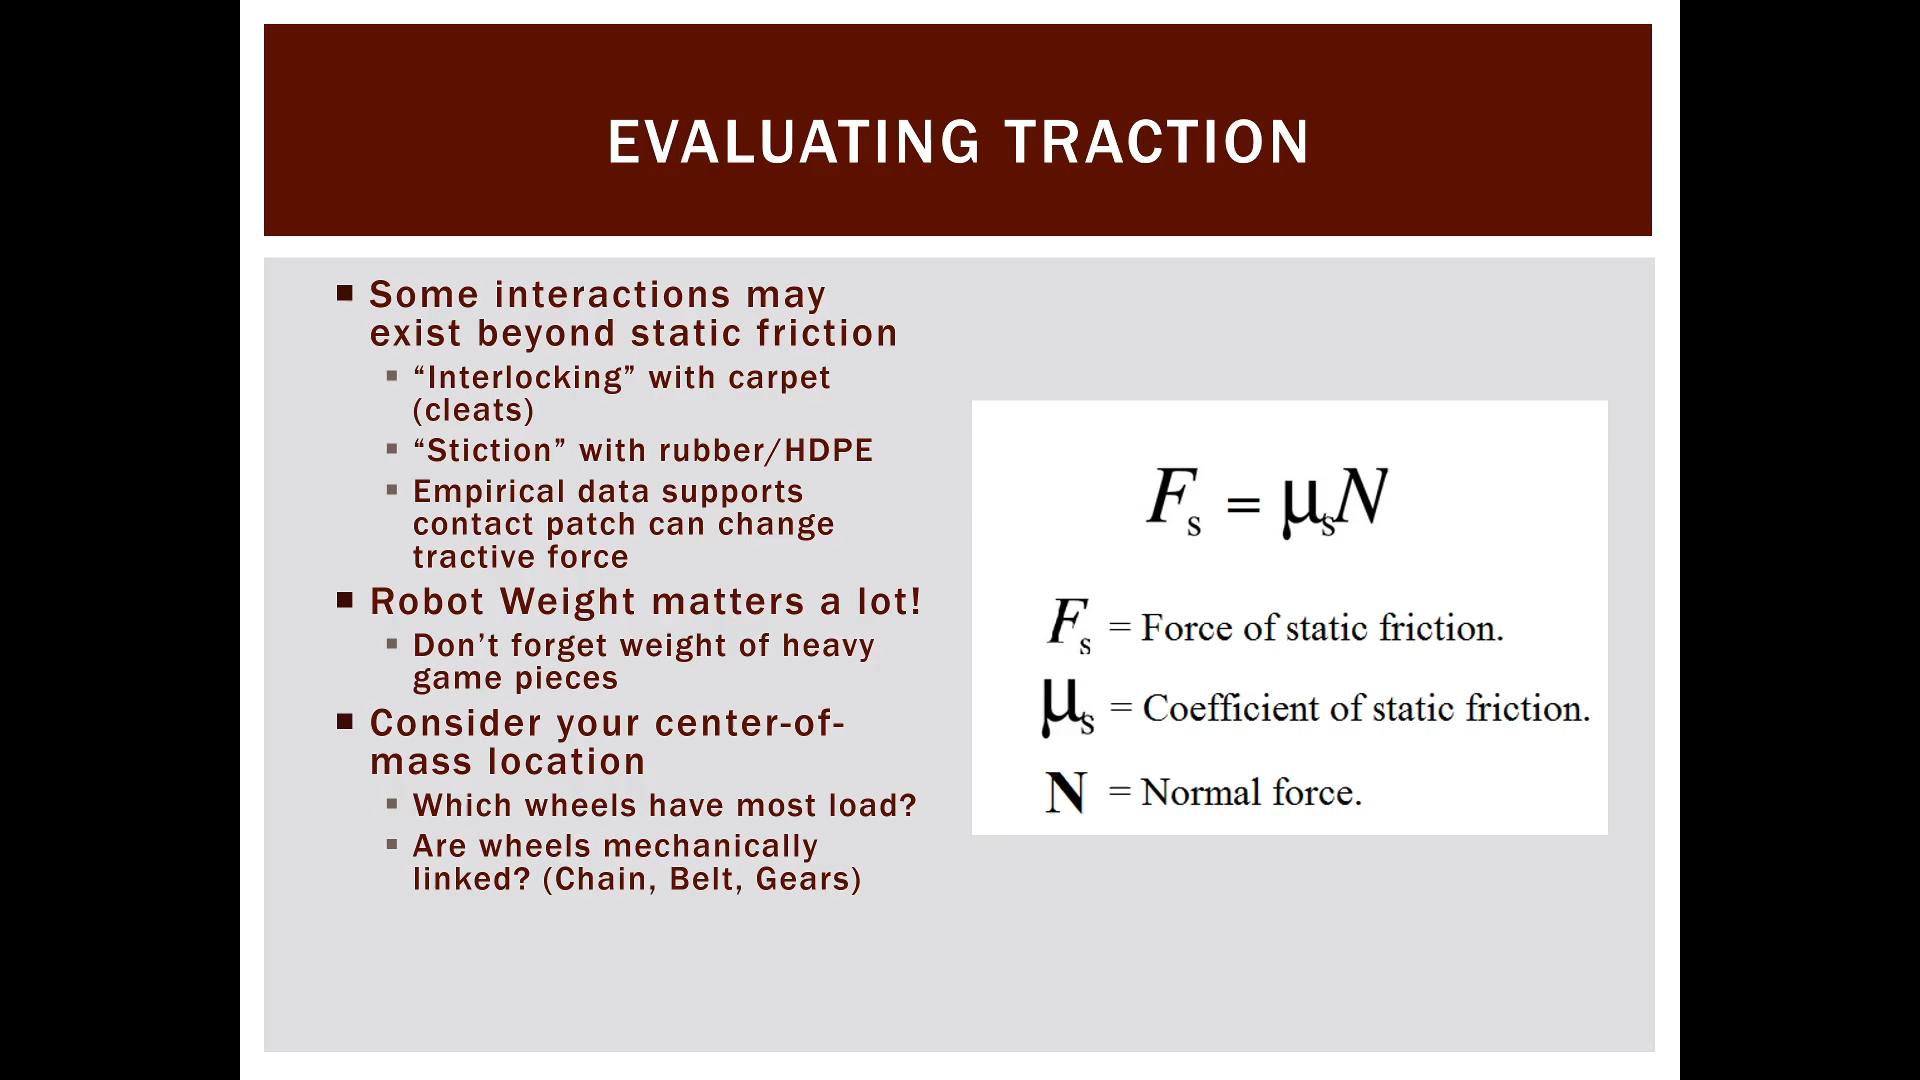 EVALUATING TRACTION
■ Some interactions may
exist beyond static friction
▪ “Interlocking” with carpet
(cleats)
▪ “Stiction” with rubber/HDPE
▪ Empirical data supports
contact patch can change
tractive force
■ Robot Weight matters a lot!
▪ Don’t forget weight of heavy
game pieces
■ Consider your center-of-
mass location
▪ Which wheels have most load?
▪ Are wheels mechanically
linked? (Chain, Belt, Gears)
Fs = μsN
Fs = Force of static friction.
μs = Coefficient of static friction.
N = Normal force.